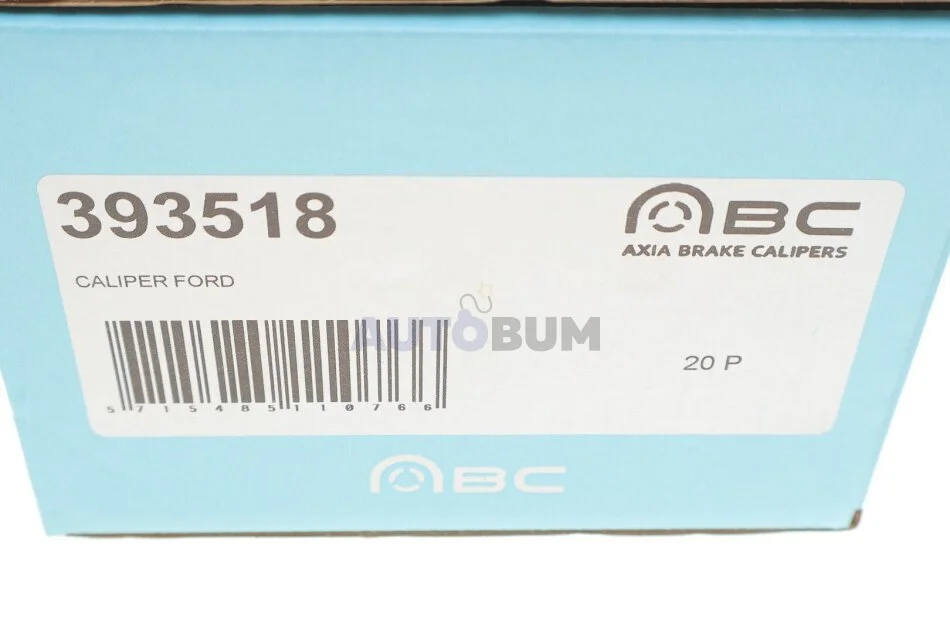 393518
ABC
AXIA BRAKE CALIPERS
CALIPER FORD
AUTOBUM
20 P
5715485110766
ABC